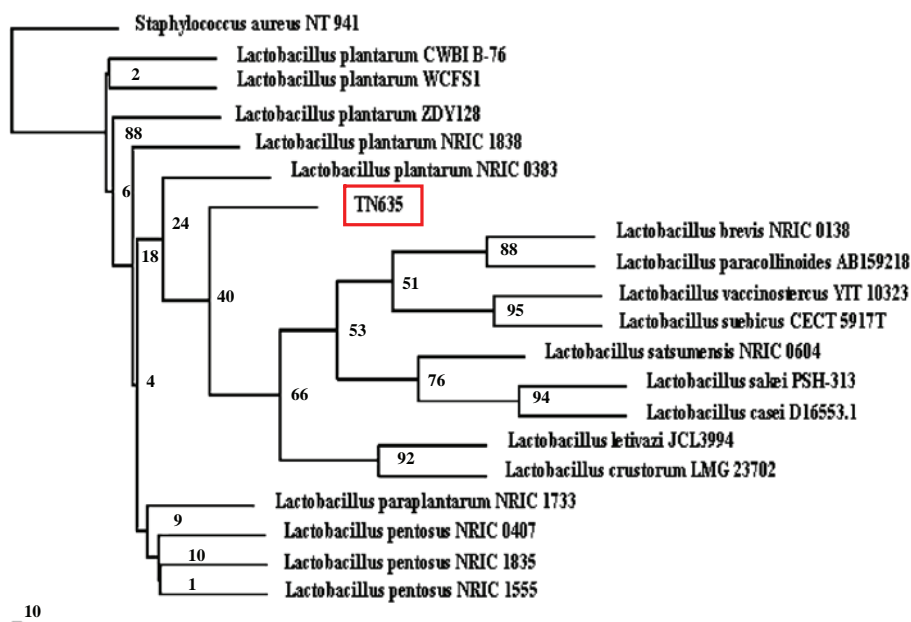 Staphylococcus aureus NT 941
Lactobacillus plantarum CWBI B-76
2
Lactobacillus plantarum WCFS1
Lactobacillus plantarum ZDY128
88
Lactobacillus plantarum NRIC 1838
Lactobacillus plantarum NRIC 0383
6
TN635
24
Lactobacillus brevis NRIC 0138
88
18
Lactobacillus paracollinoides AB159218
51
40
Lactobacillus vaccinostercus YIT 10323
95
Lactobacillus suebicus CECT 5917T
53
Lactobacillus satsumensis NRIC 0604
4
76
Lactobacillus sakei PSH-313
66
94
Lactobacillus casei D16553.1
Lactobacillus letivazi JCL3994
92
Lactobacillus crustorum LMG 23702
Lactobacillus paraplantarum NRIC 1733
9
Lactobacillus pentosus NRIC 0407
10
Lactobacillus pentosus NRIC 1835
1
Lactobacillus pentosus NRIC 1555
10